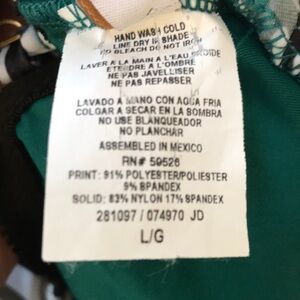 HAND WASH COLD
LINE DRY IN SHADE
NO BLEACH DO NOT IRON
LAVER A LA MAIN A L'EAU FROIDE
ETENDRE A L'OMBRE
NE PAS JAVELLISER
NE PAS REPASSER
LAVADO A MANO CON AGUA FRIA
COLGAR A SECAR EN LA SOMBRA
NO USE BLANQUEADOR
NO PLANCHAR
ASSEMBLED IN MEXICO
RN# 59526
PRINT: 91% POLYESTER/POLIESTER
9% SPANDEX
SOLID: 83% NYLON 17% SPANDEX
281097 / 074970 JD
L/G